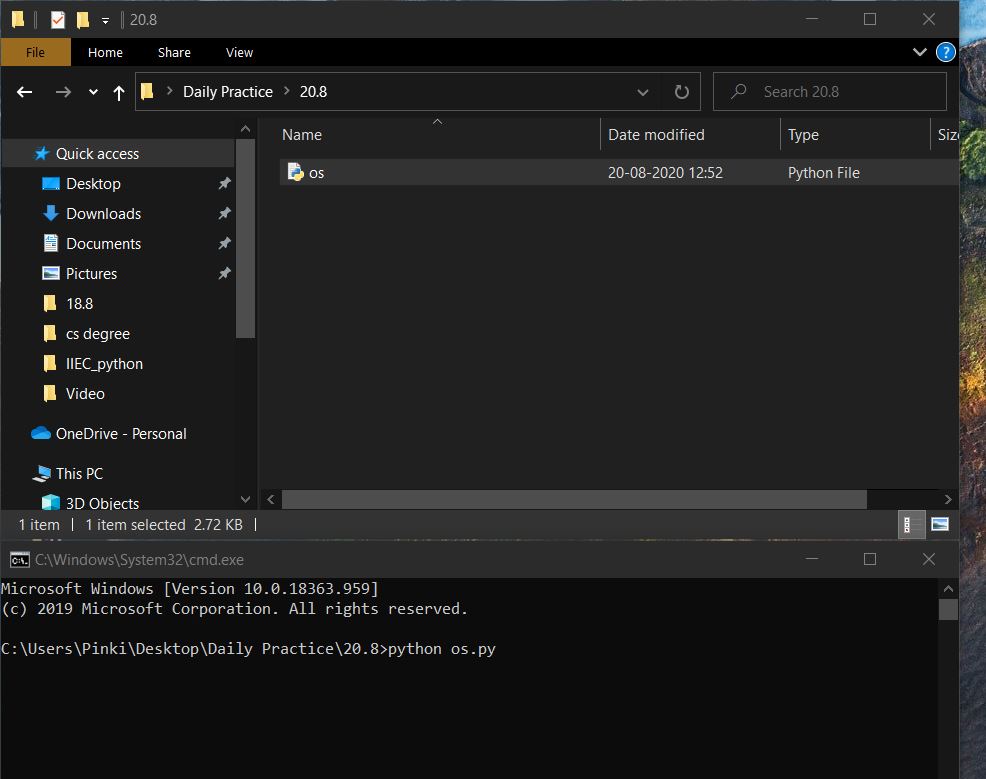 20.8
File Home Share View
Daily Practice 20.8 Search 20.8
Name Date modified Type Siz
Quick access
os 20-08-2020 12:52 Python File
Desktop
Downloads
Documents
Pictures
18.8
cs degree
IIEC_python
Video
OneDrive - Personal
This PC
3D Objects
1 item 1 item selected 2.72 KB
C:\Windows\System32\cmd.exe
Microsoft Windows [Version 10.0.18363.959]
(c) 2019 Microsoft Corporation. All rights reserved.
C:\Users\Pinki\Desktop\Daily Practice\20.8>python os.py